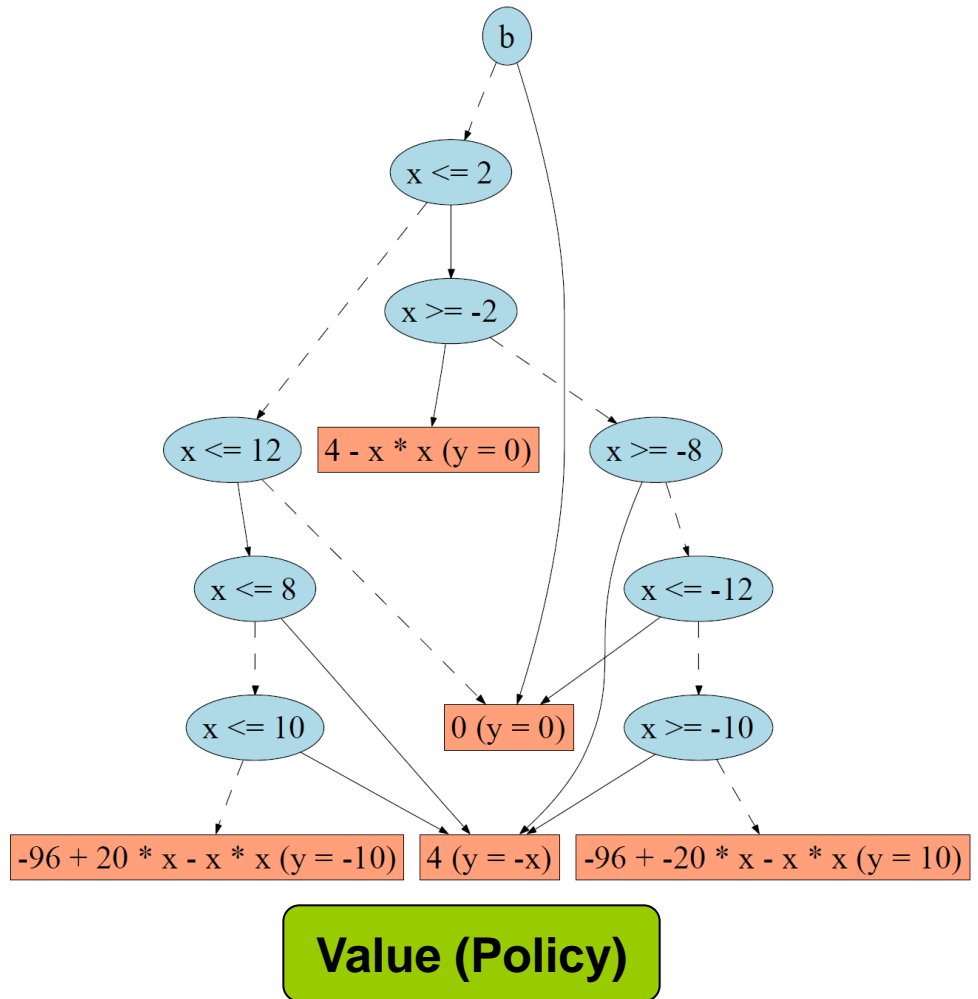 b
x <= 2
x >= -2
x <= 12
4 - x * x (y = 0)
x >= -8
x <= 8
x <= -12
x <= 10
0 (y = 0)
x >= -10
-96 + 20 * x - x * x (y = -10)
4 (y = -x)
-96 + -20 * x - x * x (y = 10)
Value (Policy)